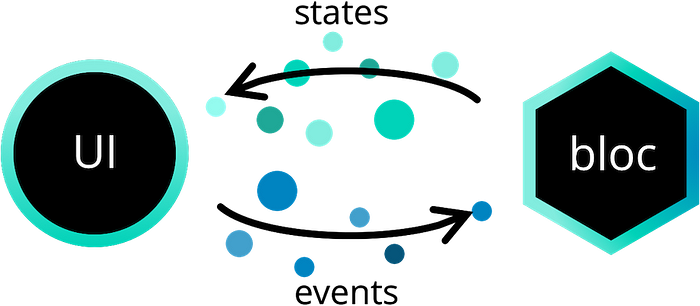 states
UI
bloc
events